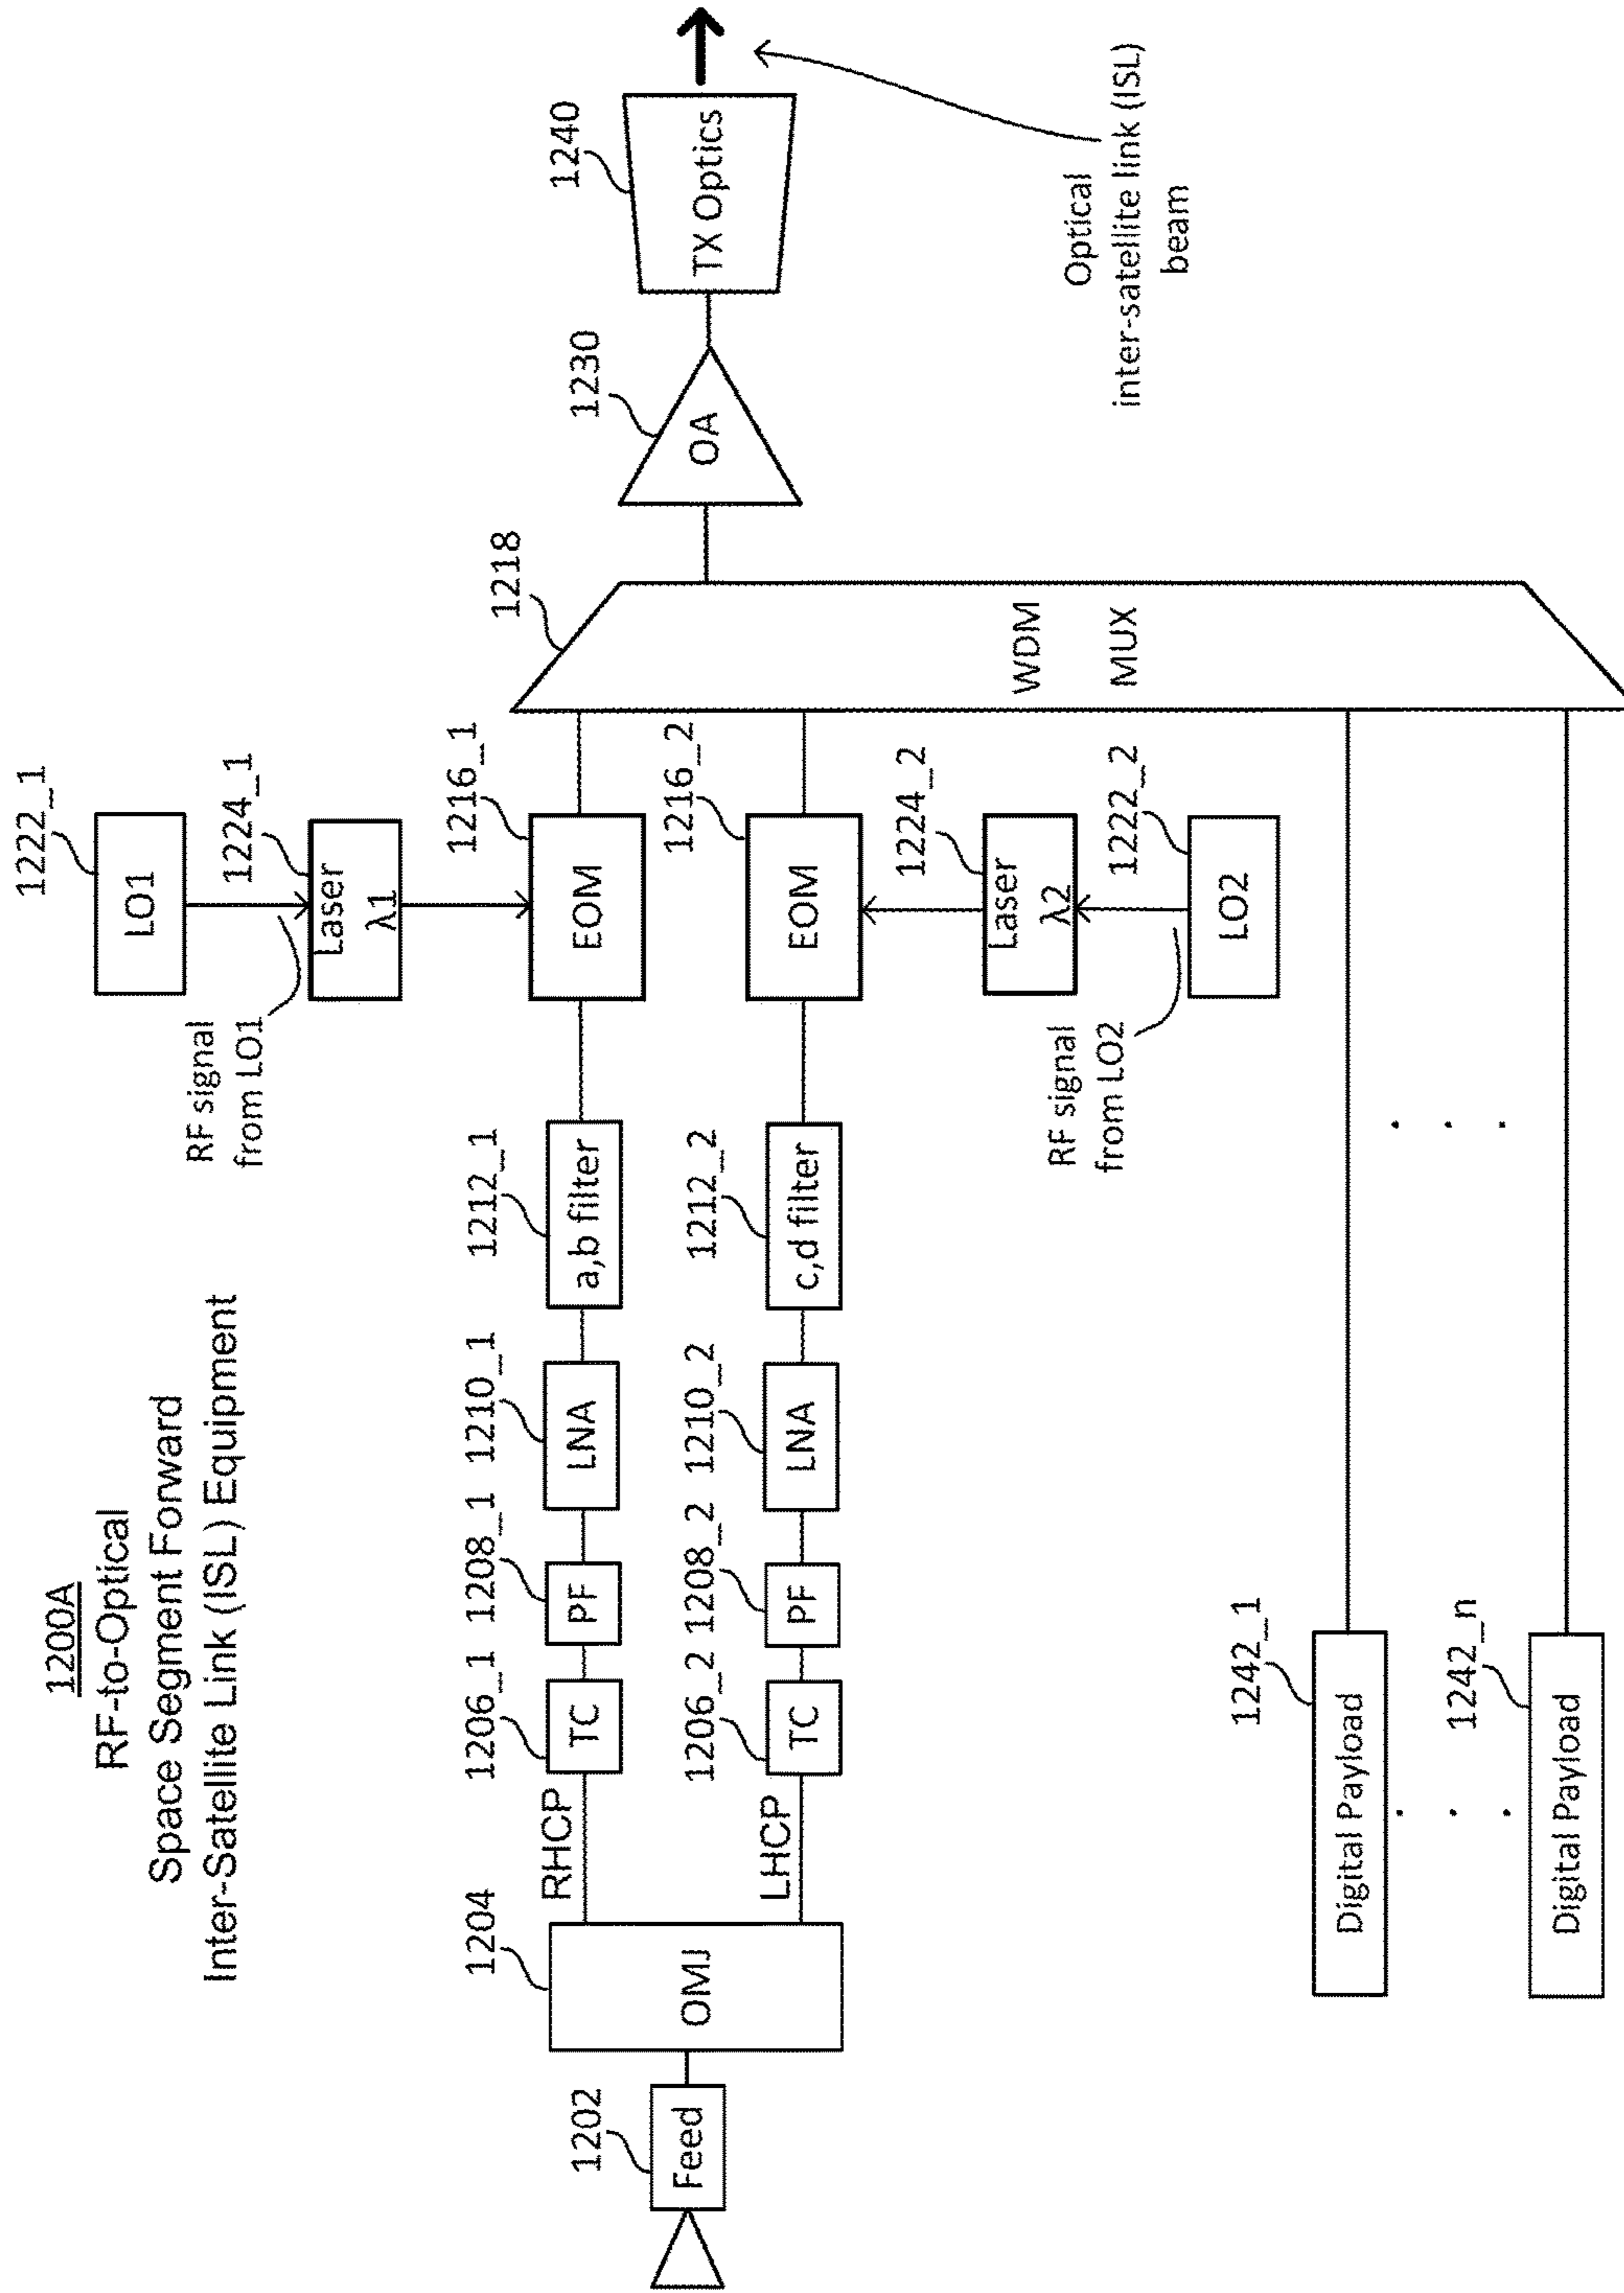 1200A
RF-to-Optical
Space Segment Forward
Inter-Satellite Link (ISL) Equipment
1222_1
LO1
RF signal
from LO1
1224_1
Laser
λ1
1202
Feed
1204
OMJ
RHCP
1206_1
TC
1208_1
PF
1210_1
LNA
1212_1
a,b filter
1216_1
EOM
LHCP
1206_2
TC
1208_2
PF
1210_2
LNA
1212_2
c,d filter
1216_2
EOM
1224_2
Laser
λ2
RF signal
from LO2
1222_2
LO2
1218
WDM
MUX
1230
OA
1240
TX Optics
Optical
inter-satellite link (ISL)
beam
1242_1
Digital Payload
1242_n
Digital Payload